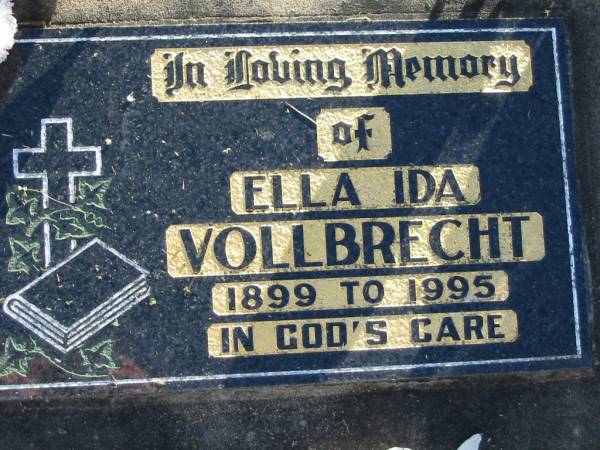 In Loving Memory
of
ELLA IDA
VOLLBRECHT
1899 TO 1995
IN GOD'S CARE